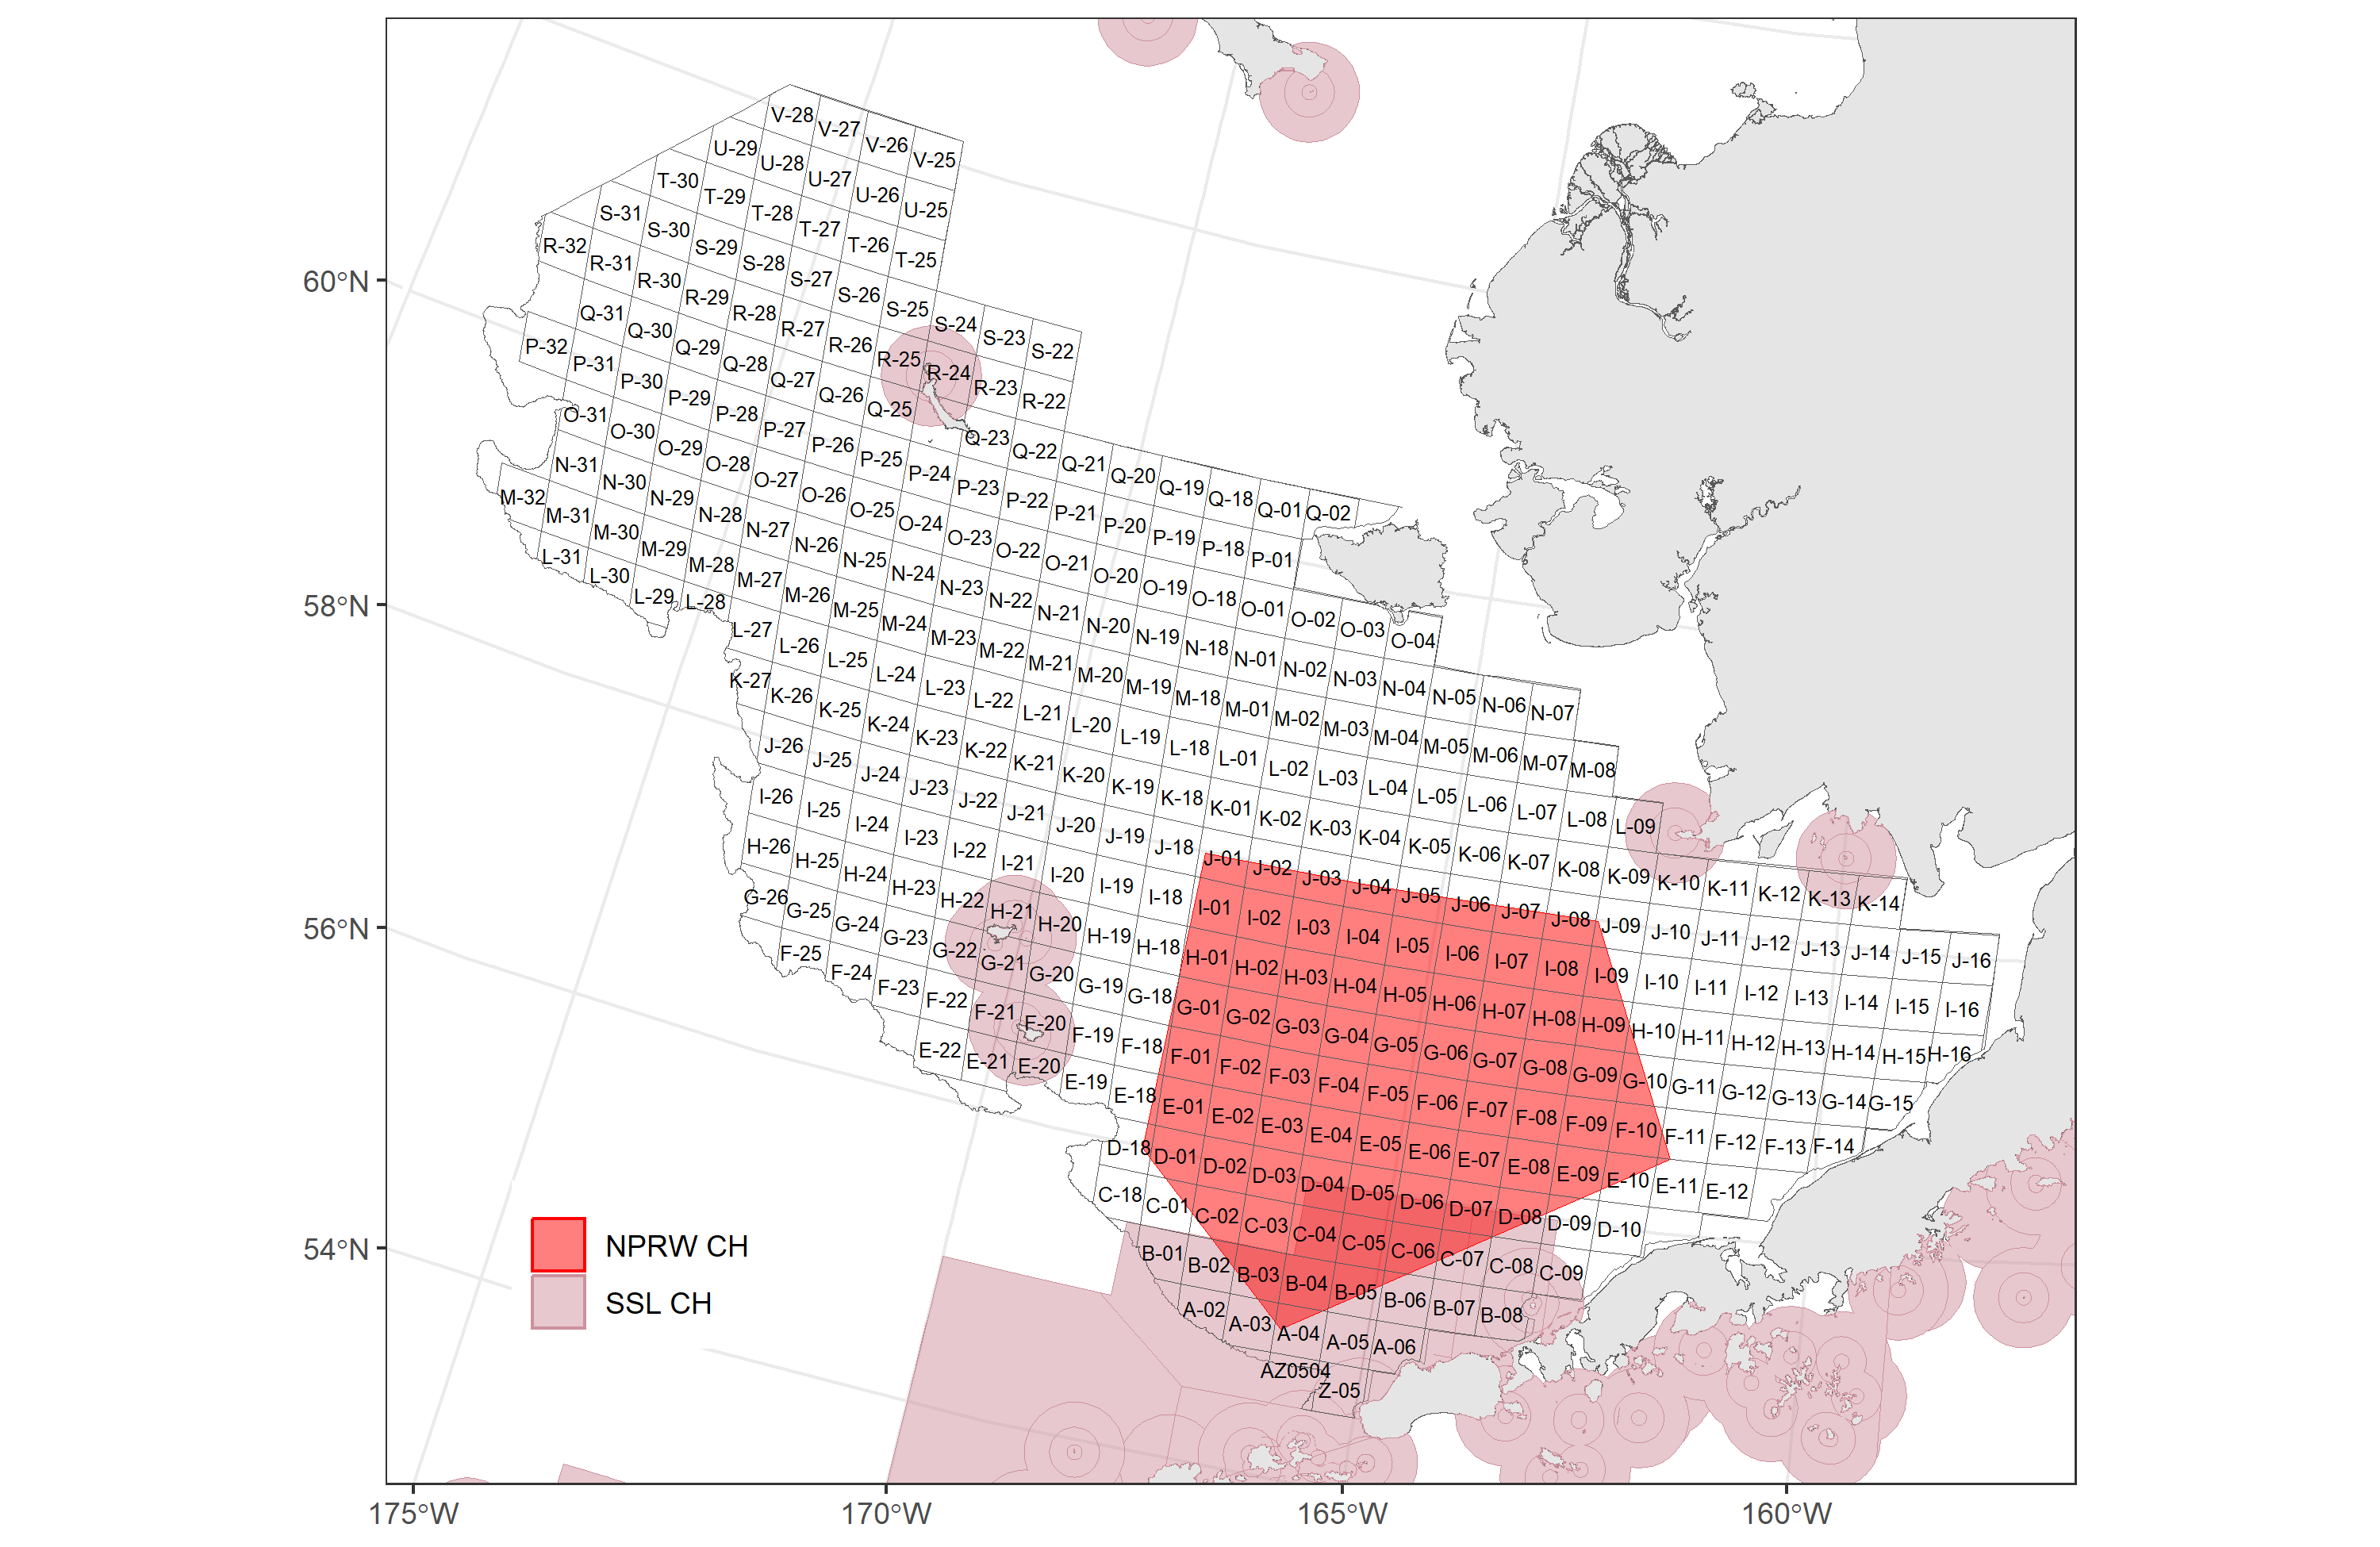 V-28 V-27 V-26 V-25
U-29 U-28 U-27 U-26 U-25
T-30 T-29 T-28 T-27 T-26 T-25
S-31 S-30 S-29 S-28 S-27 S-26 S-25 S-24 S-23 S-22
R-32 R-31 R-30 R-29 R-28 R-27 R-26 R-25 R-24 R-23 R-22
60°N
Q-31 Q-30 Q-29 Q-28 Q-27 Q-26 Q-25 Q-23 Q-22 Q-21 Q-20 Q-19 Q-18 Q-01 Q-02
P-32 P-31 P-30 P-29 P-28 P-27 P-26 P-25 P-24 P-23 P-22 P-21 P-20 P-19 P-18 P-01
O-31 O-30 O-29 O-28 O-27 O-26 O-25 O-24 O-23 O-22 O-21 O-20 O-19 O-18 O-01 O-02 O-03 O-04
N-31 N-30 N-29 N-28 N-27 N-26 N-25 N-24 N-23 N-22 N-21 N-20 N-19 N-18 N-01 N-02 N-03 N-04 N-05 N-06 N-07
M-32 M-31 M-30 M-29 M-28 M-27 M-26 M-25 M-24 M-23 M-22 M-21 M-20 M-19 M-18 M-01 M-02 M-03 M-04 M-05 M-06 M-07 M-08
L-31 L-30 L-29 L-28 L-27 L-26 L-25 L-24 L-23 L-22 L-21 L-20 L-19 L-18 L-01 L-02 L-03 L-04 L-05 L-06 L-07 L-08 L-09
58°N
K-27 K-26 K-25 K-24 K-23 K-22 K-21 K-20 K-19 K-18 K-01 K-02 K-03 K-04 K-05 K-06 K-07 K-08 K-09 K-10 K-11 K-12 K-13 K-14
J-26 J-25 J-24 J-23 J-22 J-21 J-20 J-19 J-18 J-01 J-02 J-03 J-04 J-05 J-06 J-07 J-08 J-09 J-10 J-11 J-12 J-13 J-14 J-15 J-16
I-26 I-25 I-24 I-23 I-22 I-21 I-20 I-19 I-18 I-01 I-02 I-03 I-04 I-05 I-06 I-07 I-08 I-09 I-10 I-11 I-12 I-13 I-14 I-15 I-16
H-26 H-25 H-24 H-23 H-22 H-21 H-20 H-19 H-18 H-01 H-02 H-03 H-04 H-05 H-06 H-07 H-08 H-09 H-10 H-11 H-12 H-13 H-14 H-15 H-16
G-26 G-25 G-24 G-23 G-22 G-21 G-20 G-19 G-18 G-01 G-02 G-03 G-04 G-05 G-06 G-07 G-08 G-09 G-10 G-11 G-12 G-13 G-14 G-15
56°N
F-25 F-24 F-23 F-22 F-21 F-20 F-19 F-18 F-01 F-02 F-03 F-04 F-05 F-06 F-07 F-08 F-09 F-10 F-11 F-12 F-13 F-14
E-22 E-21 E-20 E-19 E-18 E-01 E-02 E-03 E-04 E-05 E-06 E-07 E-08 E-09 E-10 E-11 E-12
D-18 D-01 D-02 D-03 D-04 D-05 D-06 D-07 D-08 D-09 D-10
C-18 C-01 C-02 C-03 C-04 C-05 C-06 C-07 C-08 C-09
B-01 B-02 B-03 B-04 B-05 B-06 B-07 B-08
54°N
A-02 A-03 A-04 A-05 A-06
AZ0504
Z-05
NPRW CH
SSL CH
175°W 170°W 165°W 160°W